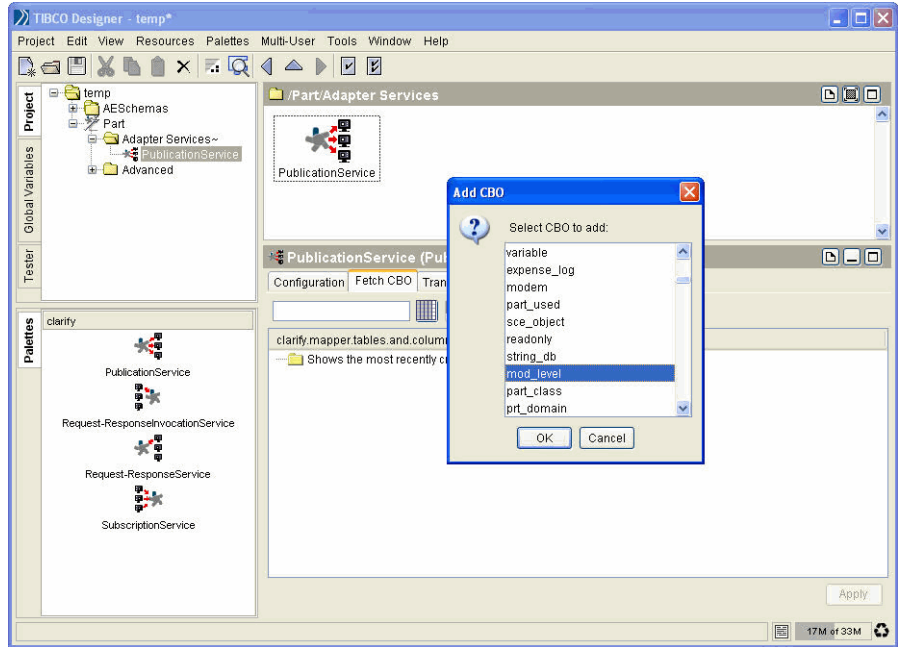 TIBCO Designer - temp*
Project Edit View Resources Palettes Multi-User Tools Window Help
Project
Global Variables
Tester
temp
AESchemas
Part
Adapter Services~
PublicationService
Advanced
/Part/Adapter Services
PublicationService
Palettes
clarify
PublicationService
Request-ResponseInvocationService
Request-ResponseService
SubscriptionService
PublicationService (Pu
Configuration Fetch CBO Tran
clarify.mapper.tables.and.colum
Shows the most recently c
Add CBO
Select CBO to add:
variable
expense_log
modem
part_used
sce_object
readonly
string_db
mod_level
part_class
prt_domain
OK Cancel
Apply
17M of 33M